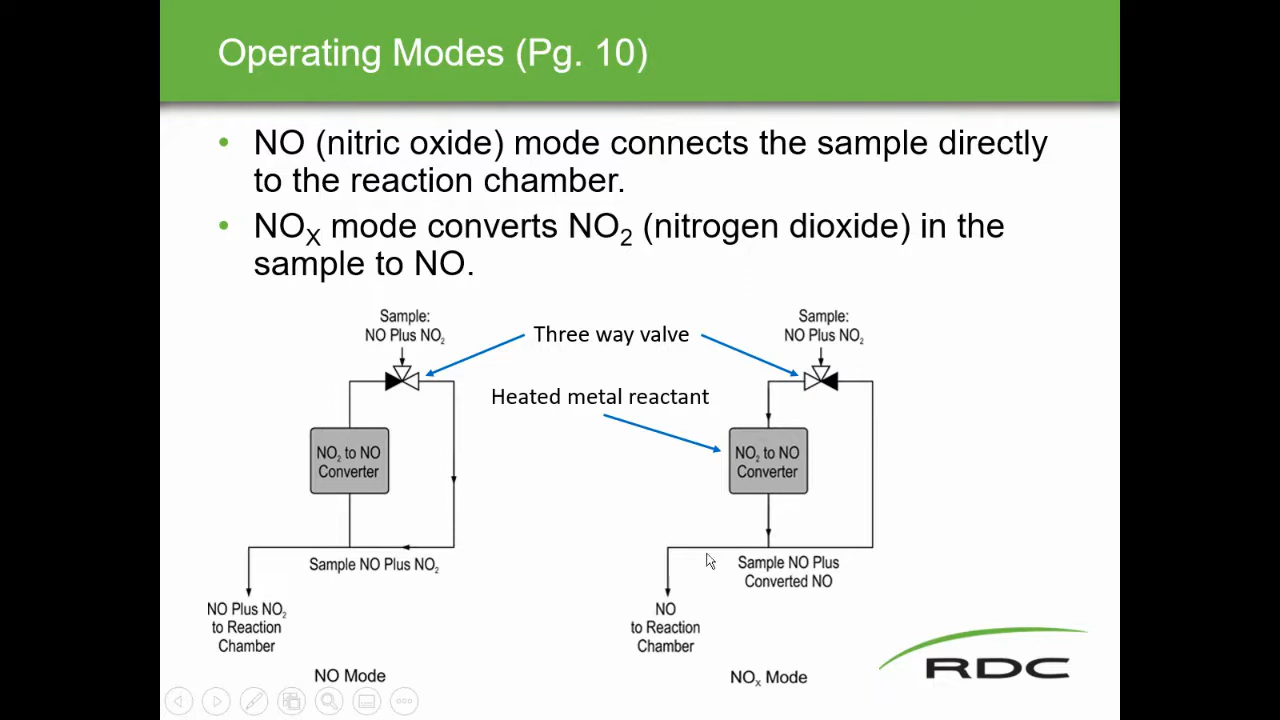 Operating Modes (Pg. 10)
• NO (nitric oxide) mode connects the sample directly
to the reaction chamber.
• NOX mode converts NO2 (nitrogen dioxide) in the
sample to NO.
Sample:
NO Plus NO2
Three way valve
Sample:
NO Plus NO2
Heated metal reactant
NO2 to NO
Converter
NO2 to NO
Converter
Sample NO Plus NO2
Sample NO Plus
Converted NO
NO Plus NO2
to Reaction
Chamber
NO
to Reaction
Chamber
NO Mode
NOx Mode
RDC